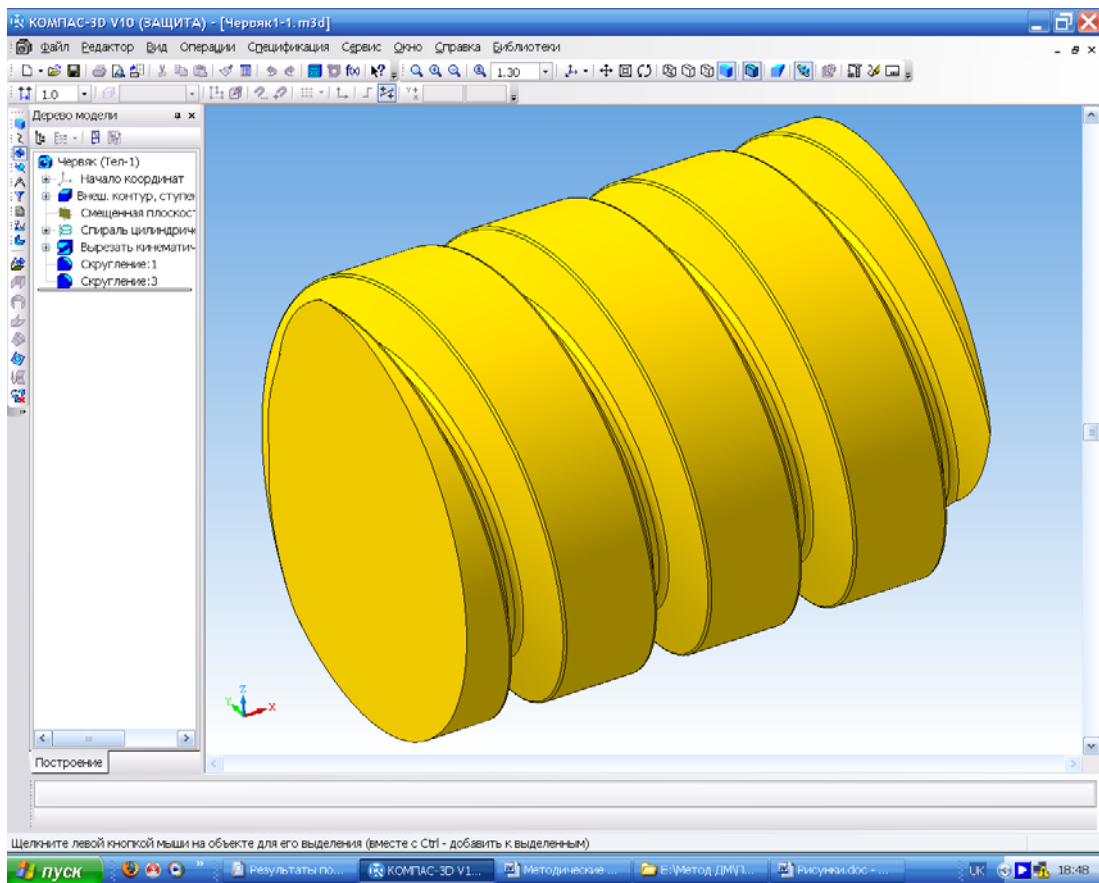 КОМПАС-3D V10 (ЗАЩИТА) - [Червяк1-1.m3d]
Файл Редактор Вид Операции Спецификация Сервис Окно Справка Библиотеки
1.30
1.0
Дерево модели
Червяк (Тел-1)
Начало координат
Внеш. контур, ступен
Смещенная плоскост
Спираль цилиндрич
Вырезать кинематич
Скругление:1
Скругление:3
Z
Y X
Построение
Щелкните левой кнопкой мыши на объекте для его выделения (вместе с Ctrl - добавить к выделенным)
пуск Результаты по... КОМПАС-3D V1... Методические ... E:\Метод ДМ\П... Рисунки.doc - ... UK 18:48